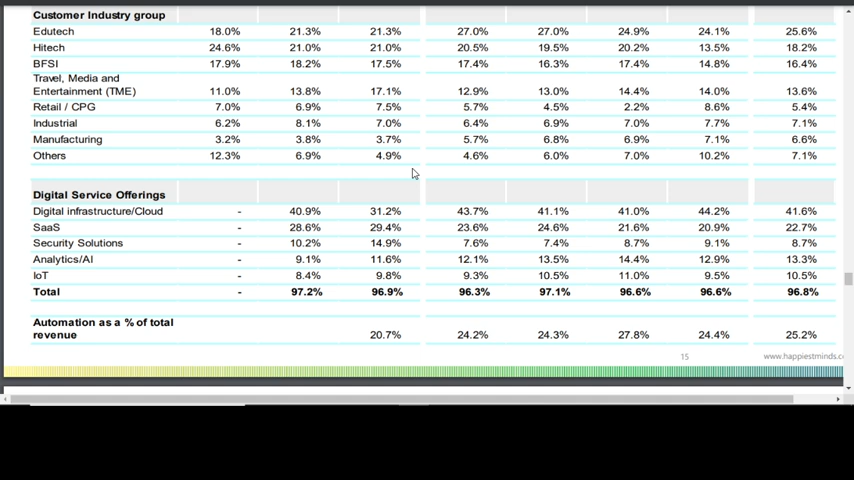 Customer Industry group
Edutech 18.0% 21.3% 21.3% 27.0% 27.0% 24.9% 24.1% 25.6%
Hitech 24.6% 21.0% 21.0% 20.5% 19.5% 20.2% 13.5% 18.2%
BFSI 17.9% 18.2% 17.5% 17.4% 16.3% 17.4% 14.8% 16.4%
Travel, Media and
Entertainment (TME) 11.0% 13.8% 17.1% 12.9% 13.0% 14.4% 14.0% 13.6%
Retail / CPG 7.0% 6.9% 7.5% 5.7% 4.5% 2.2% 8.6% 5.4%
Industrial 6.2% 8.1% 7.0% 6.4% 6.9% 7.0% 7.7% 7.1%
Manufacturing 3.2% 3.8% 3.7% 5.7% 6.8% 6.9% 7.1% 6.6%
Others 12.3% 6.9% 4.9% 4.6% 6.0% 7.0% 10.2% 7.1%
Digital Service Offerings
Digital infrastructure/Cloud - 40.9% 31.2% 43.7% 41.1% 41.0% 44.2% 41.6%
SaaS - 28.6% 29.4% 23.6% 24.6% 21.6% 20.9% 22.7%
Security Solutions - 10.2% 14.9% 7.6% 7.4% 8.7% 9.1% 8.7%
Analytics/AI - 9.1% 11.6% 12.1% 13.5% 14.4% 12.9% 13.3%
IoT - 8.4% 9.8% 9.3% 10.5% 11.0% 9.5% 10.5%
Total - 97.2% 96.9% 96.3% 97.1% 96.6% 96.6% 96.8%
Automation as a % of total
revenue 20.7% 24.2% 24.3% 27.8% 24.4% 25.2%
15 www.happiestminds.c